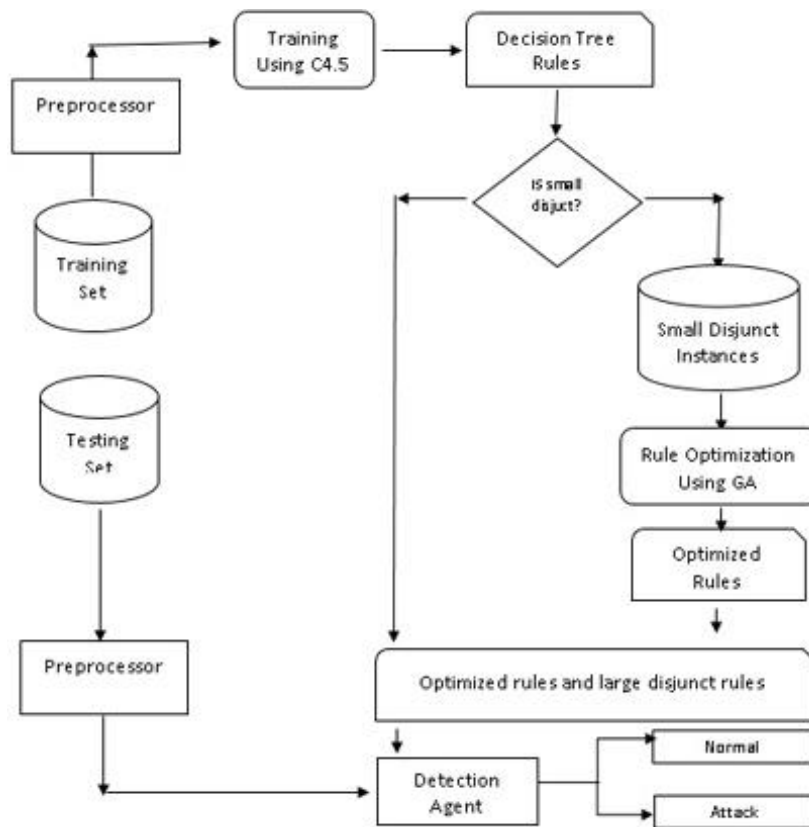 Training
Using C4.5
Decision Tree
Rules
Preprocessor
IS small
disjuct?
Training
Set
Small Disjunct
Instances
Testing
Set
Rule Optimization
Using GA
Optimized
Rules
Preprocessor
Optimized rules and large disjunct rules
Normal
Detection
Agent
Attack